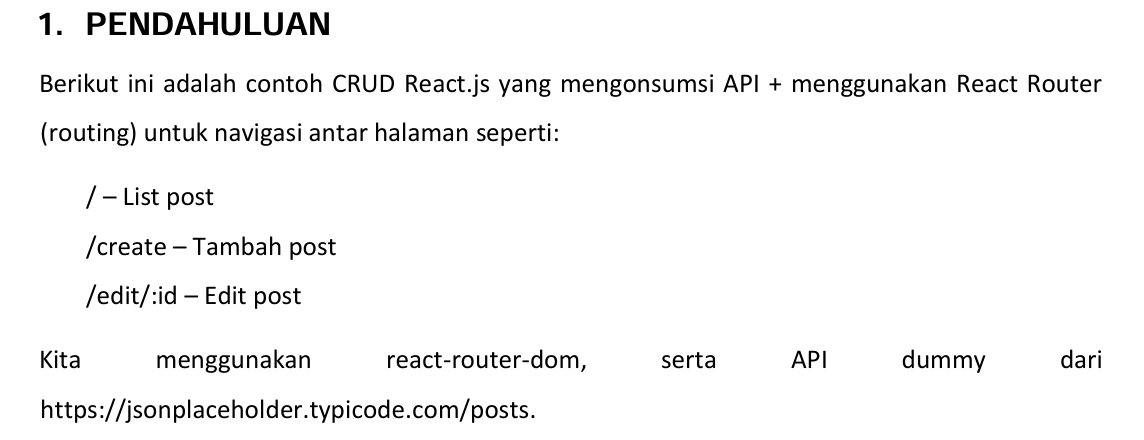 1. PENDAHULUAN
Berikut ini adalah contoh CRUD React.js yang mengonsumsi API + menggunakan React Router
(routing) untuk navigasi antar halaman seperti:
/ – List post
/create – Tambah post
/edit/:id – Edit post
Kita menggunakan react-router-dom, serta API dummy dari
https://jsonplaceholder.typicode.com/posts.